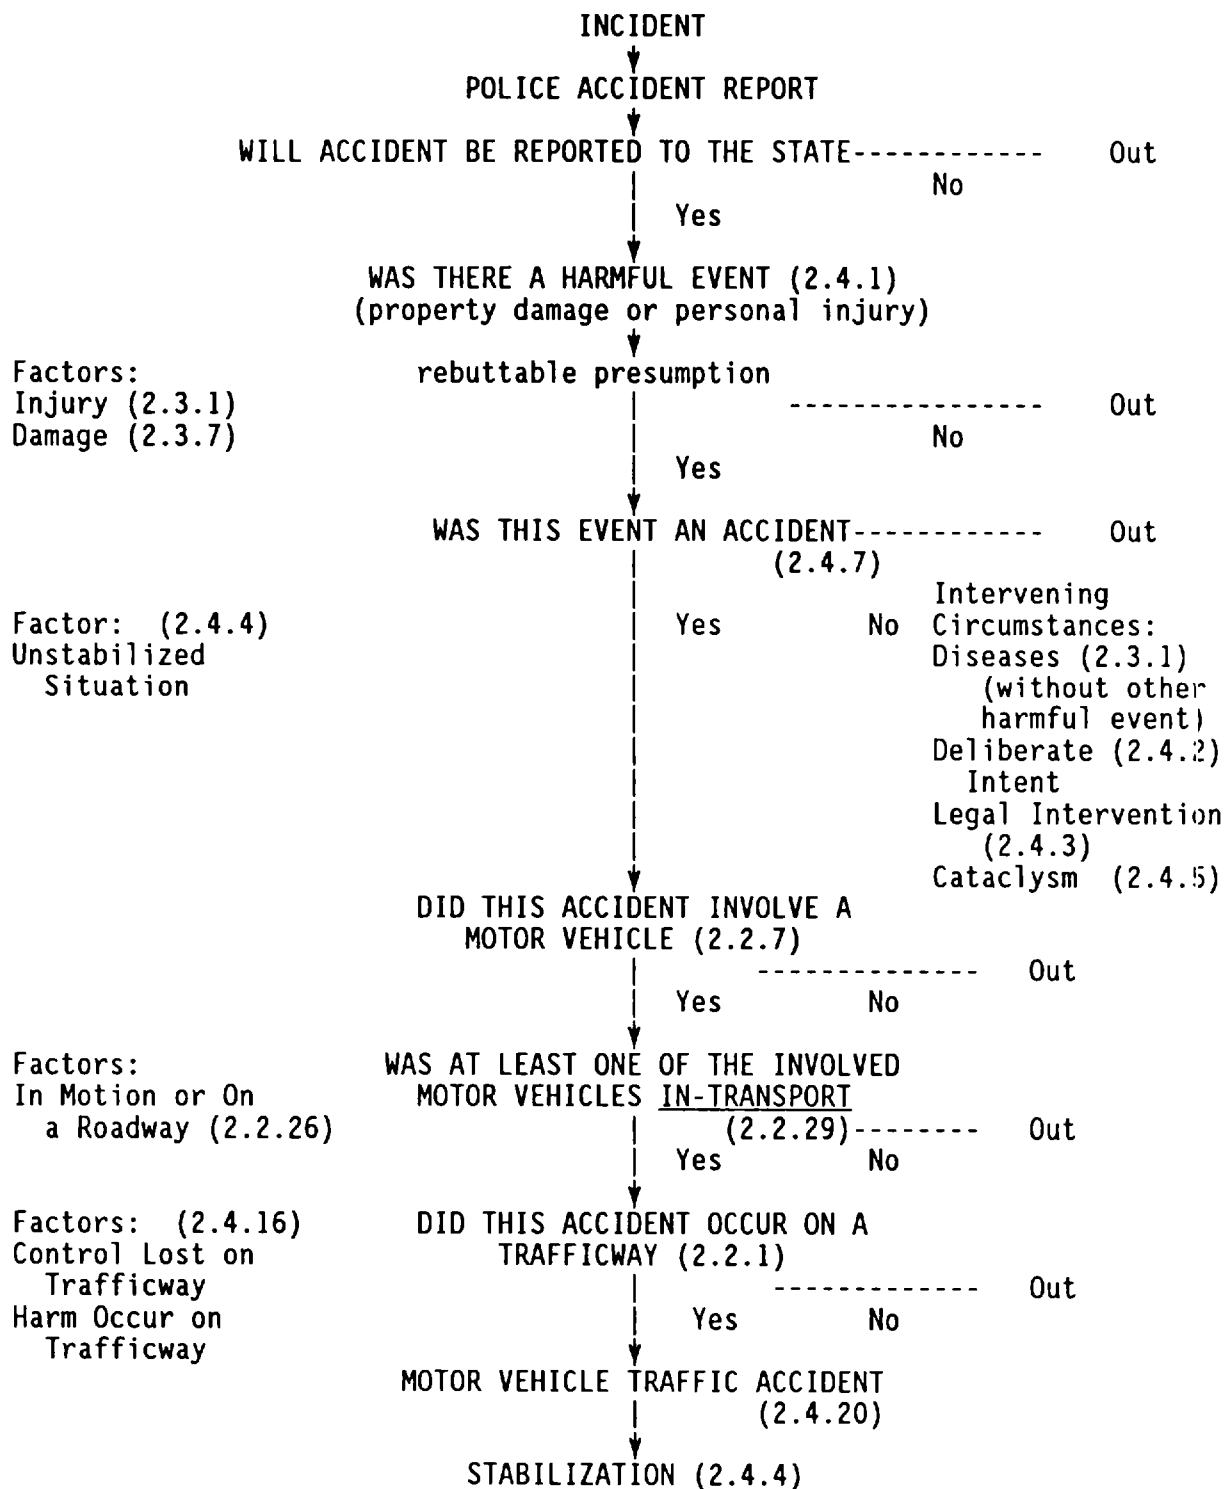 INCIDENT
POLICE ACCIDENT REPORT
WILL ACCIDENT BE REPORTED TO THE STATE------------ Out
No
Yes
WAS THERE A HARMFUL EVENT (2.4.1)
(property damage or personal injury)
Factors: rebuttable presumption
Injury (2.3.1) ---------------- Out
Damage (2.3.7) No
Yes
WAS THIS EVENT AN ACCIDENT------------ Out
(2.4.7)
Intervening
Factor: (2.4.4) Yes No Circumstances:
Unstabilized Diseases (2.3.1)
Situation (without other
harmful event)
Deliberate (2.4.2)
Intent
Legal Intervention
(2.4.3)
Cataclysm (2.4.5)
DID THIS ACCIDENT INVOLVE A
MOTOR VEHICLE (2.2.7)
-------------- Out
Yes No
Factors: WAS AT LEAST ONE OF THE INVOLVED
In Motion or On MOTOR VEHICLES IN-TRANSPORT
a Roadway (2.2.26) (2.2.29)-------- Out
Yes No
Factors: (2.4.16) DID THIS ACCIDENT OCCUR ON A
Control Lost on TRAFFICWAY (2.2.1)
Trafficway ------------- Out
Harm Occur on Yes No
Trafficway
MOTOR VEHICLE TRAFFIC ACCIDENT
(2.4.20)
STABILIZATION (2.4.4)